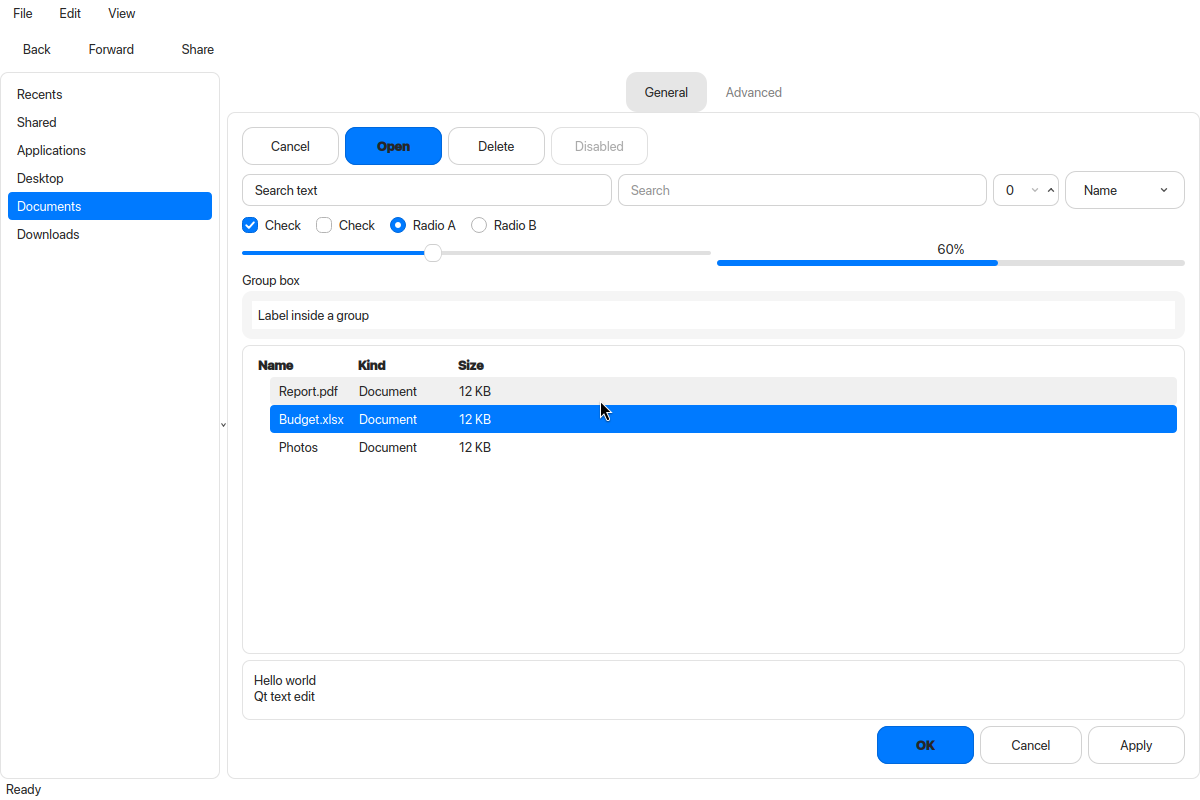 File Edit View
Back Forward Share
Recents
Shared
Applications
Desktop
Documents
Downloads
General Advanced
Cancel Open Delete Disabled
Search text Search 0 Name
Check Check Radio A Radio B
60%
Group box
Label inside a group
Name Kind Size
Report.pdf Document 12 KB
Budget.xlsx Document 12 KB
Photos Document 12 KB
Hello world
Qt text edit
OK Cancel Apply
Ready